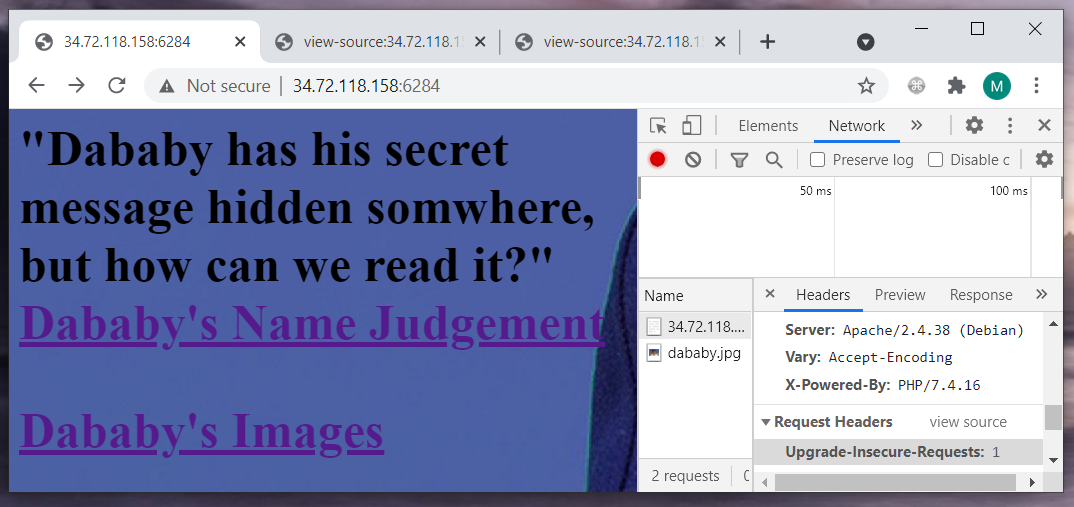 34.72.118.158:6284
view-source:34.72.118.1
view-source:34.72.118.1
Not secure | 34.72.118.158:6284
M
"Dababy has his secret
message hidden somwhere,
but how can we read it?"
Dababy's Name Judgement
Dababy's Images
Elements Network
Preserve log Disable c
50 ms 100 ms
Name
34.72.118....
dababy.jpg
2 requests
Headers Preview Response
Server: Apache/2.4.38 (Debian)
Vary: Accept-Encoding
X-Powered-By: PHP/7.4.16
Request Headers view source
Upgrade-Insecure-Requests: 1